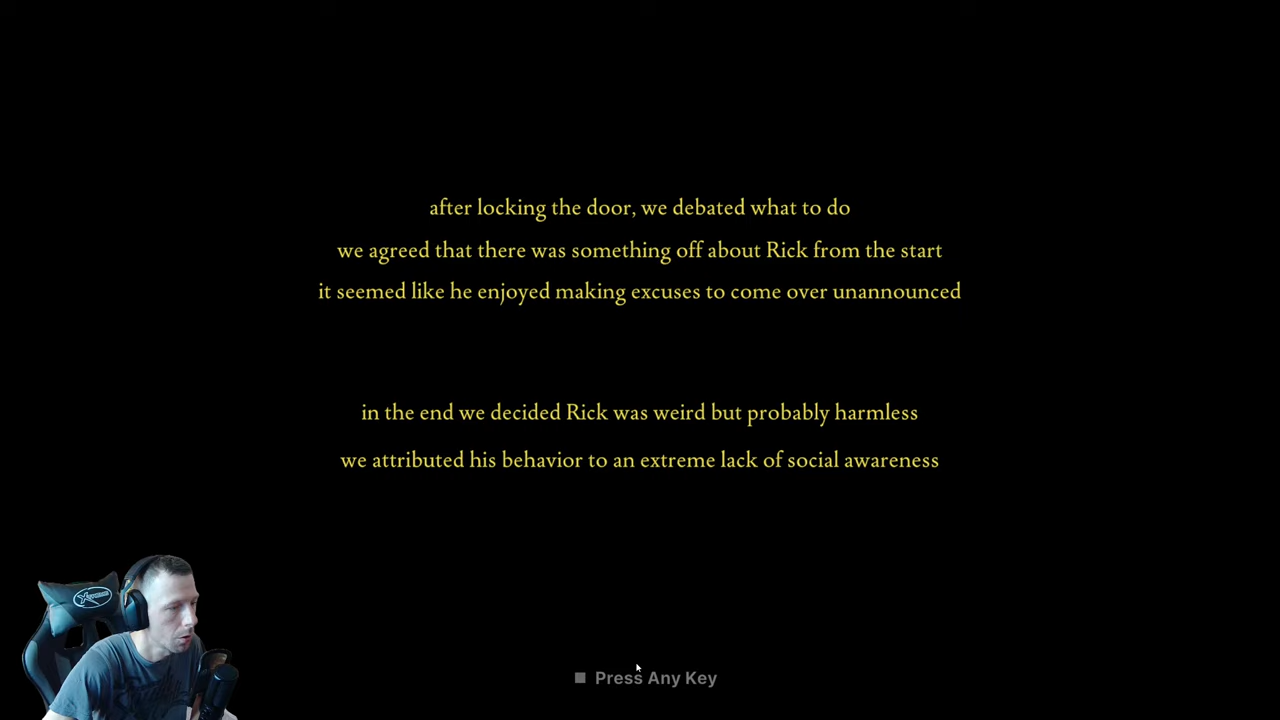 after locking the door, we debated what to do
we agreed that there was something off about Rick from the start
it seemed like he enjoyed making excuses to come over unannounced
in the end we decided Rick was weird but probably harmless
we attributed his behavior to an extreme lack of social awareness
Press Any Key